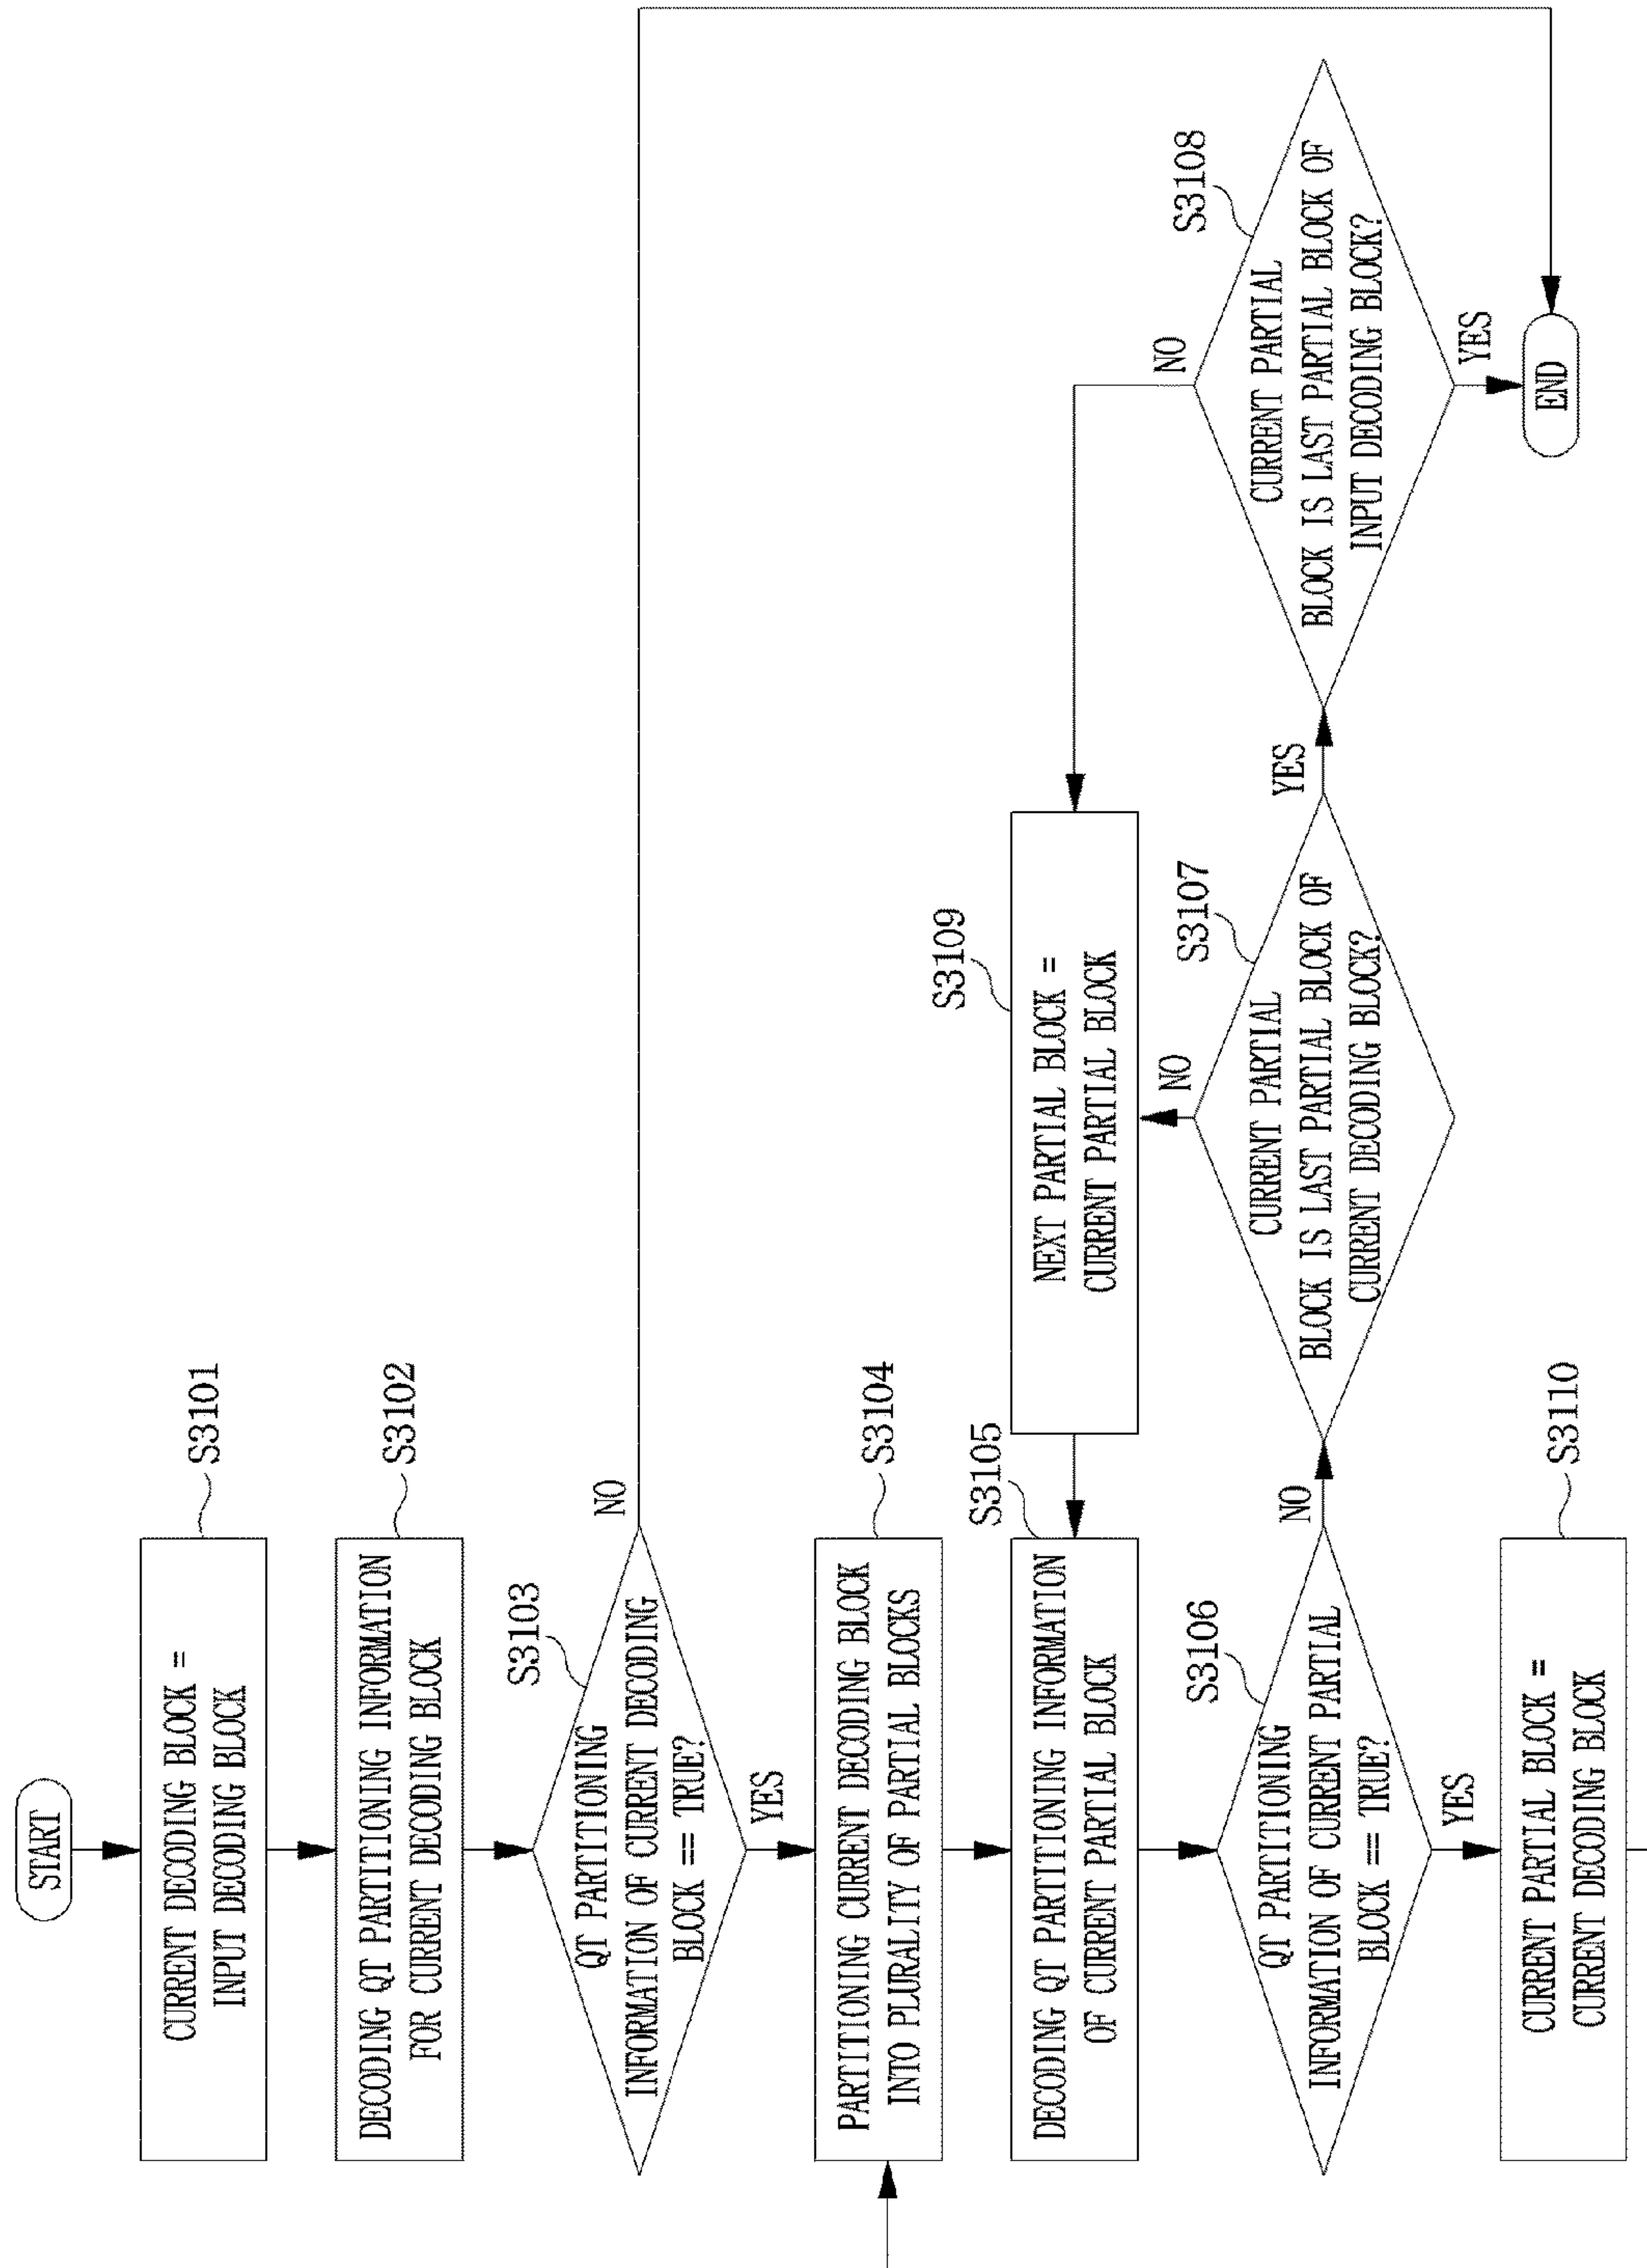 START
S3101
CURRENT DECODING BLOCK =
INPUT DECODING BLOCK
S3102
DECODING QT PARTITIONING INFORMATION
FOR CURRENT DECODING BLOCK
S3103
QT PARTITIONING
INFORMATION OF CURRENT DECODING
BLOCK == TRUE?
NO
YES
S3104
PARTITIONING CURRENT DECODING BLOCK
INTO PLURALITY OF PARTIAL BLOCKS
S3105
DECODING QT PARTITIONING INFORMATION
OF CURRENT PARTIAL BLOCK
S3109
NEXT PARTIAL BLOCK =
CURRENT PARTIAL BLOCK
S3106
QT PARTITIONING
INFORMATION OF CURRENT PARTIAL
BLOCK == TRUE?
NO
YES
S3107
CURRENT PARTIAL
BLOCK IS LAST PARTIAL BLOCK OF
CURRENT DECODING BLOCK?
NO
YES
S3108
CURRENT PARTIAL
BLOCK IS LAST PARTIAL BLOCK OF
INPUT DECODING BLOCK?
NO
YES
S3110
CURRENT PARTIAL BLOCK =
CURRENT DECODING BLOCK
END